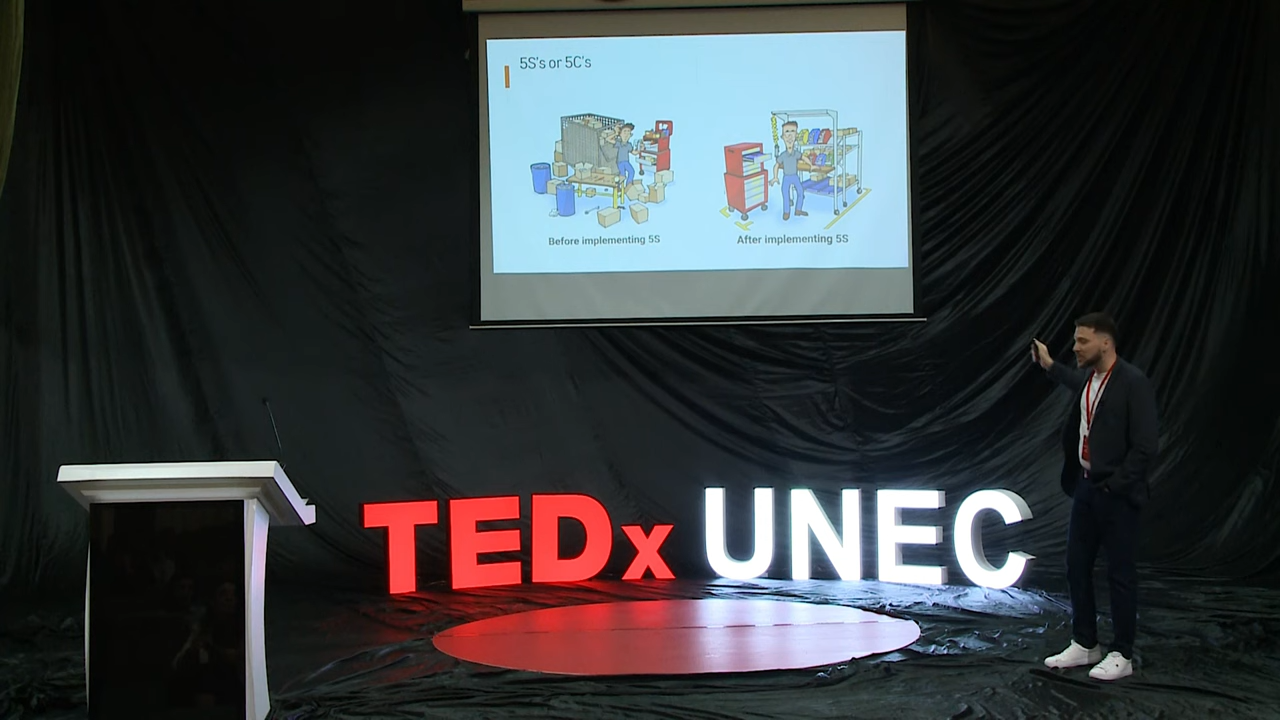 5S's or 5C's
Before implementing 5S
After implementing 5S
TEDx UNEC